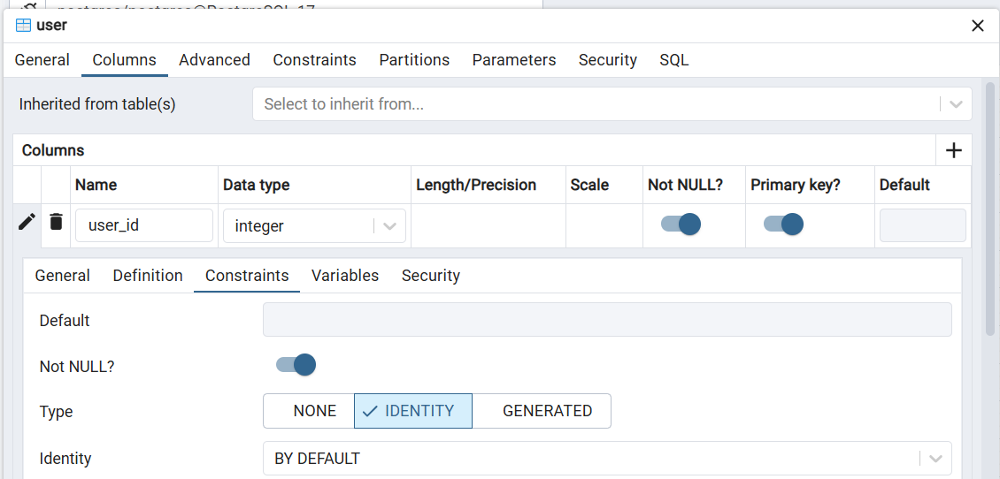 user
General Columns Advanced Constraints Partitions Parameters Security SQL
Inherited from table(s) Select to inherit from...
Columns
Name Data type Length/Precision Scale Not NULL? Primary key? Default
user_id integer
General Definition Constraints Variables Security
Default
Not NULL?
Type NONE IDENTITY GENERATED
Identity BY DEFAULT